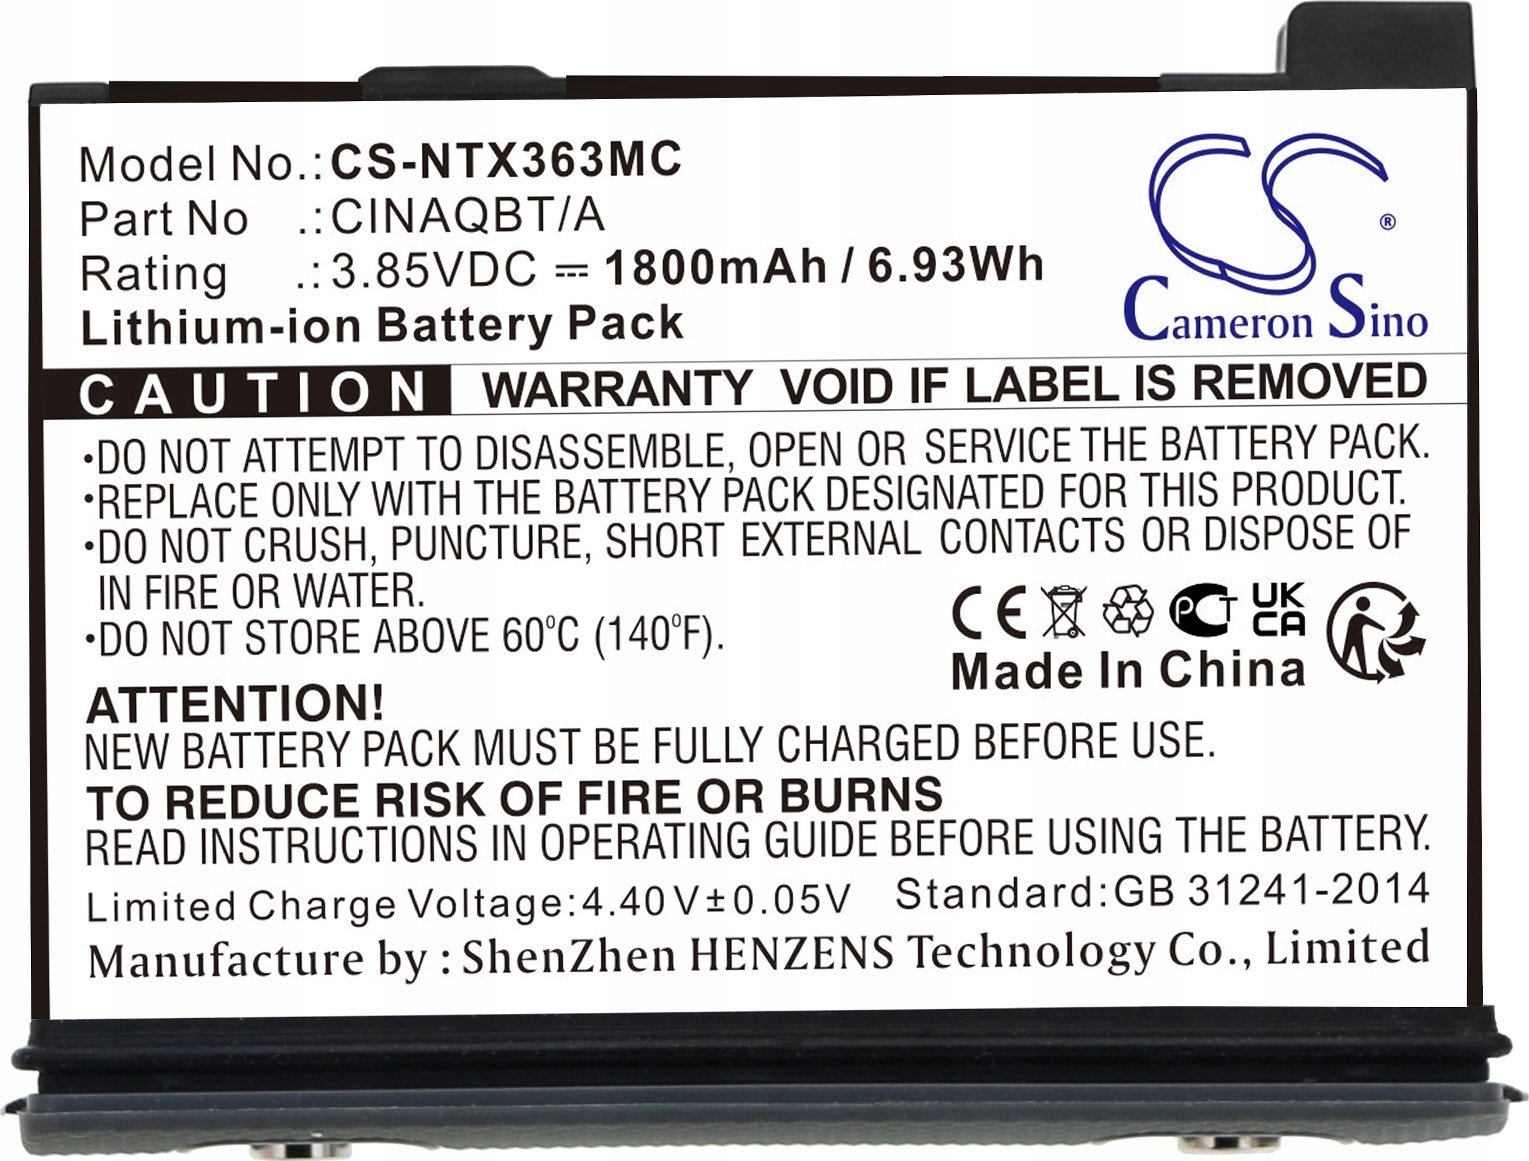 Model No.:CS-NTX363MC
Part No .:CINAQBT/A
Rating .:3.85VDC ⎓ 1800mAh / 6.93Wh
Lithium-ion Battery Pack
CS
®
Cameron Sino
CAUTION WARRANTY VOID IF LABEL IS REMOVED
•DO NOT ATTEMPT TO DISASSEMBLE, OPEN OR SERVICE THE BATTERY PACK.
•REPLACE ONLY WITH THE BATTERY PACK DESIGNATED FOR THIS PRODUCT.
•DO NOT CRUSH, PUNCTURE, SHORT EXTERNAL CONTACTS OR DISPOSE OF
IN FIRE OR WATER.
•DO NOT STORE ABOVE 60°C (140°F).
CE PCT UK
CA
Made In China
ATTENTION!
NEW BATTERY PACK MUST BE FULLY CHARGED BEFORE USE.
TO REDUCE RISK OF FIRE OR BURNS
READ INSTRUCTIONS IN OPERATING GUIDE BEFORE USING THE BATTERY.
Limited Charge Voltage:4.40V±0.05V Standard:GB 31241-2014
Manufacture by : ShenZhen HENZENS Technology Co., Limited